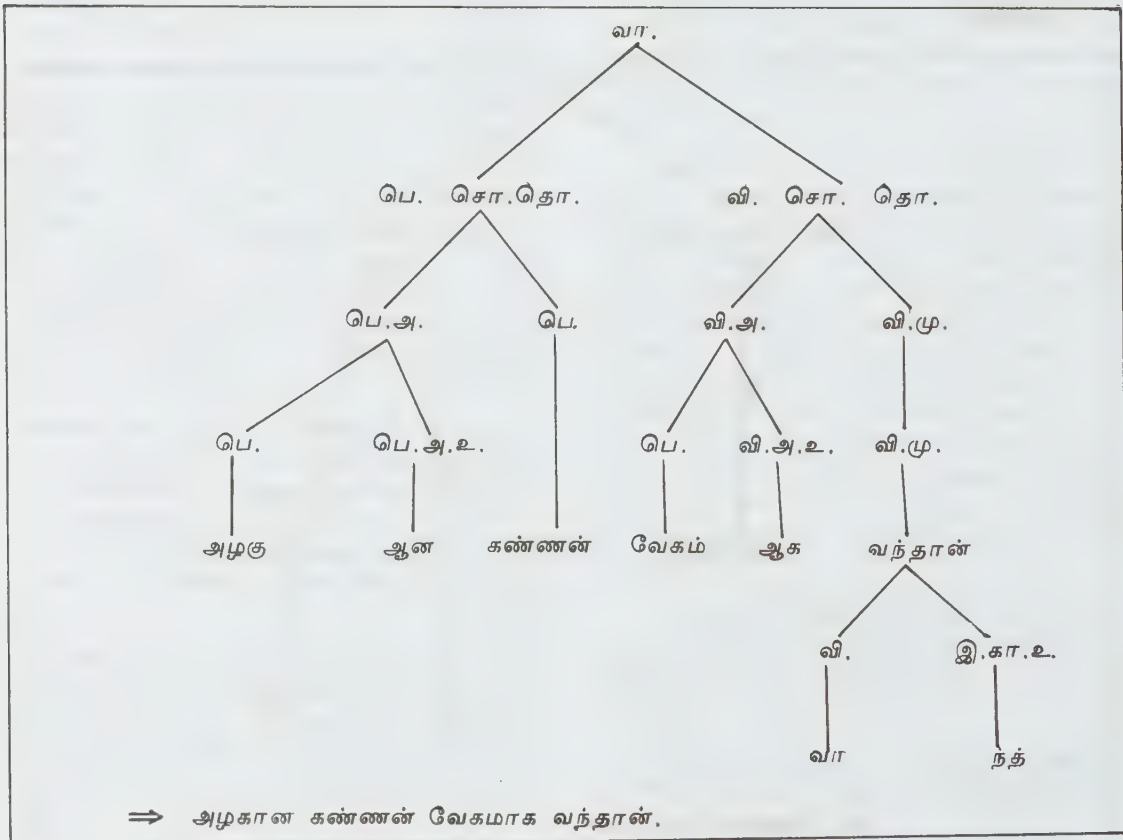 வா.
பெ. சொ.தொ. வி. சொ. தொ.
பெ.அ. பெ. வி.அ. வி.மு.
பெ. பெ.அ.உ. பெ. வி.அ.உ. வி.மு.
அழகு ஆன கண்ணன் வேகம் ஆக வந்தான்
வி. இ.கா.உ.
வா ந்த்
⇒ அழகான கண்ணன் வேகமாக வந்தான்.